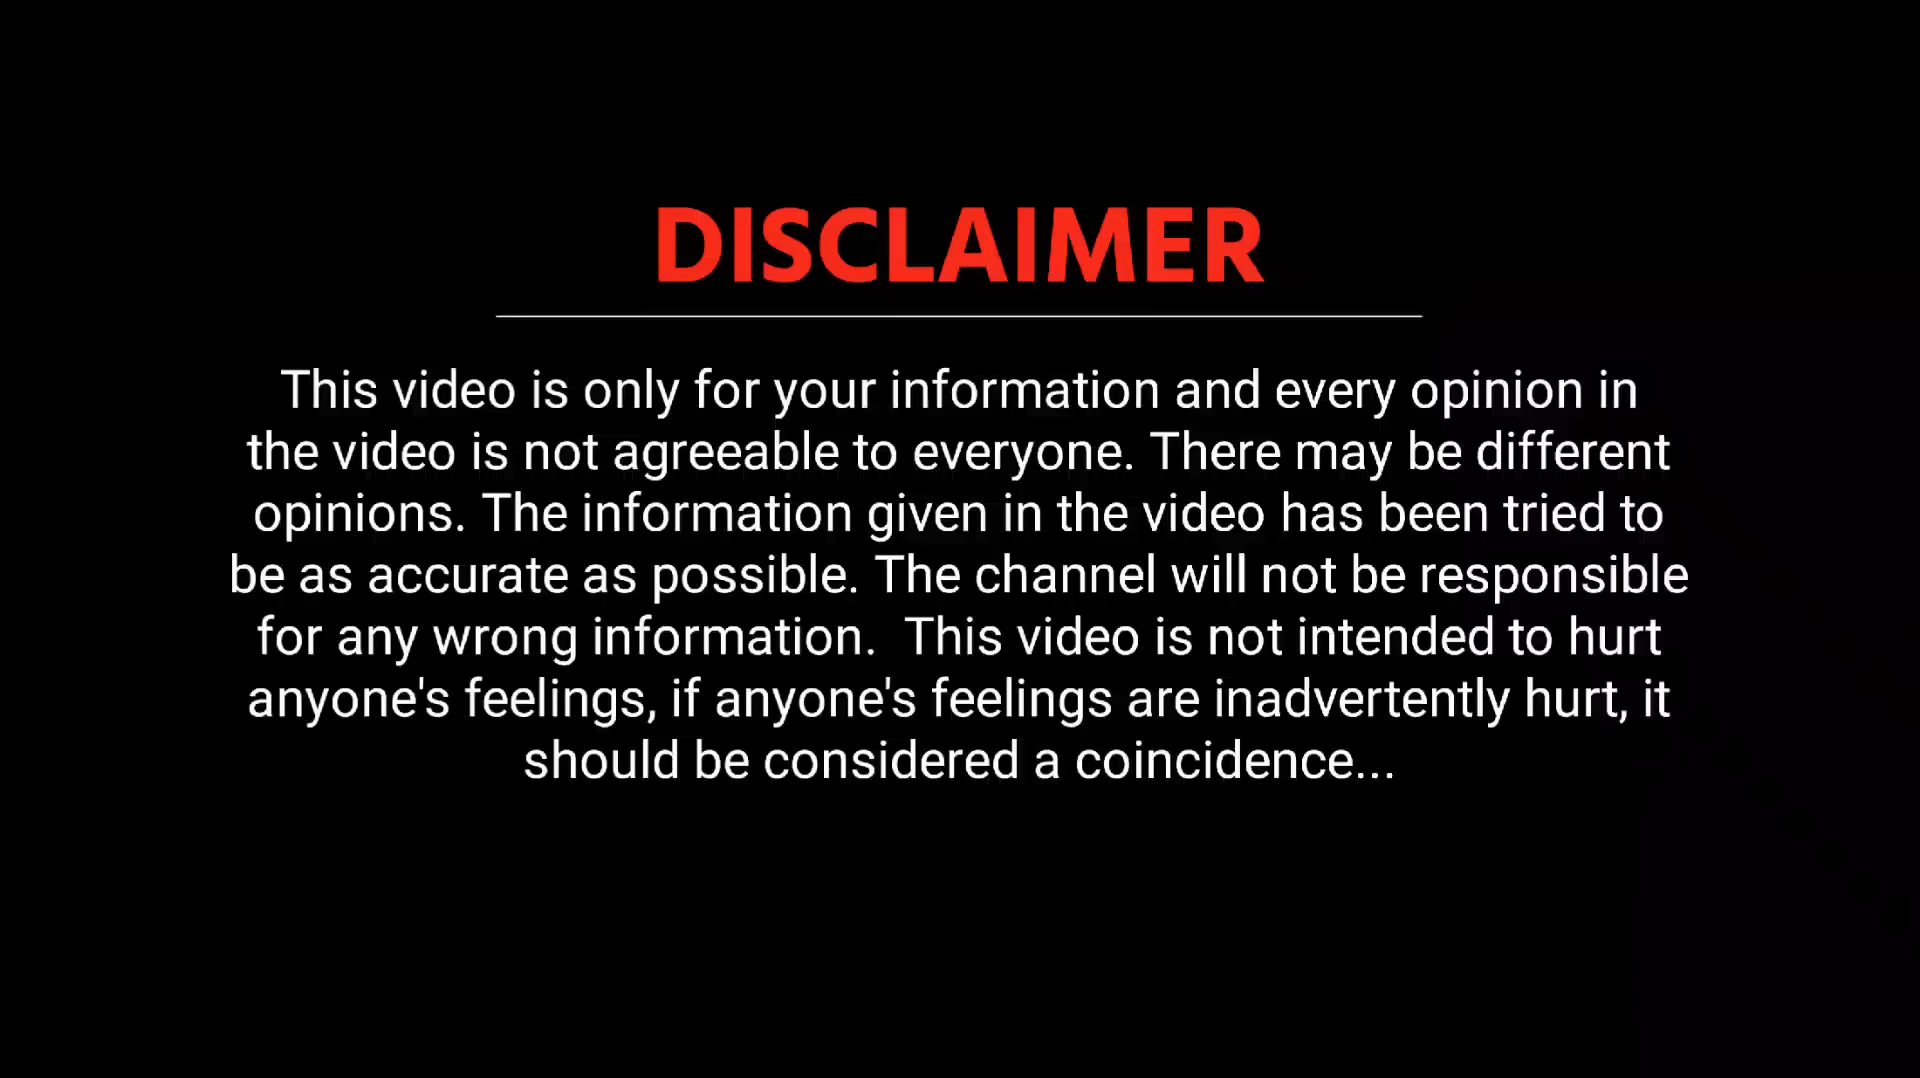 DISCLAIMER
This video is only for your information and every opinion in
the video is not agreeable to everyone. There may be different
opinions. The information given in the video has been tried to
be as accurate as possible. The channel will not be responsible
for any wrong information.  This video is not intended to hurt
anyone's feelings, if anyone's feelings are inadvertently hurt, it
should be considered a coincidence...